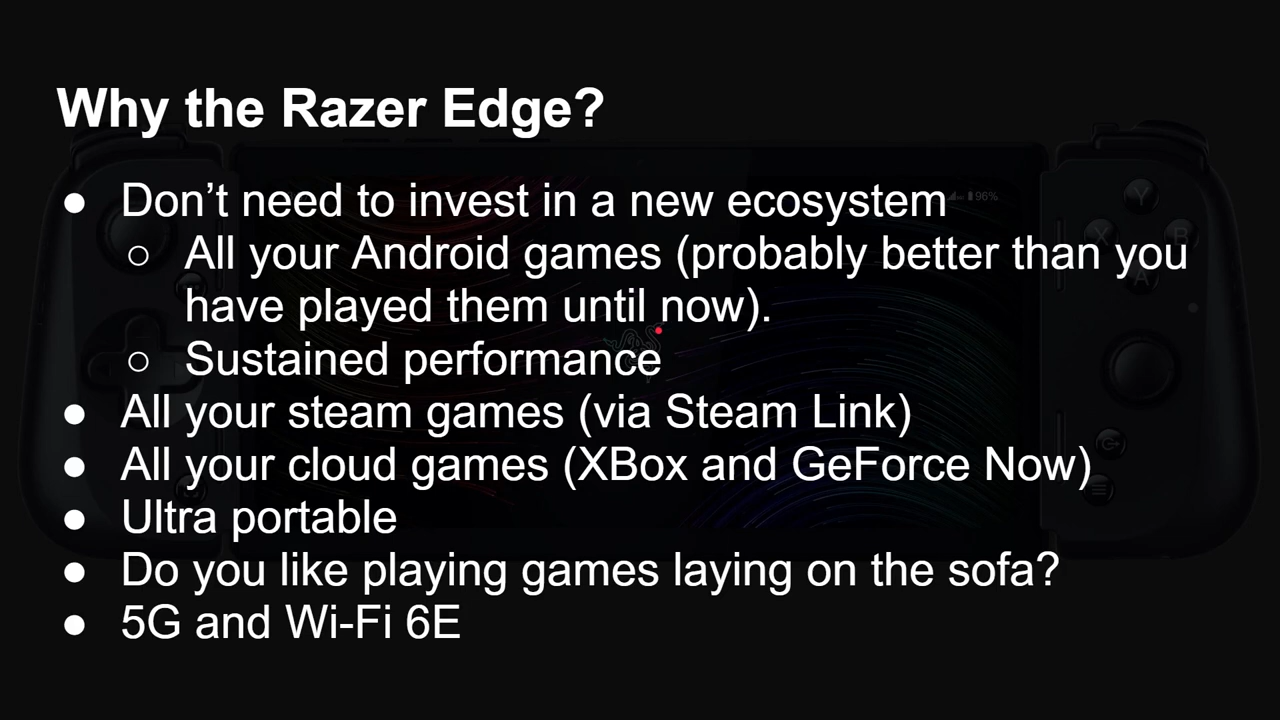 Why the Razer Edge?
● Don’t need to invest in a new ecosystem
96%
○ All your Android games (probably better than you
have played them until now).
○ Sustained performance
● All your steam games (via Steam Link)
● All your cloud games (XBox and GeForce Now)
● Ultra portable
● Do you like playing games laying on the sofa?
● 5G and Wi-Fi 6E
Y
X
B
A